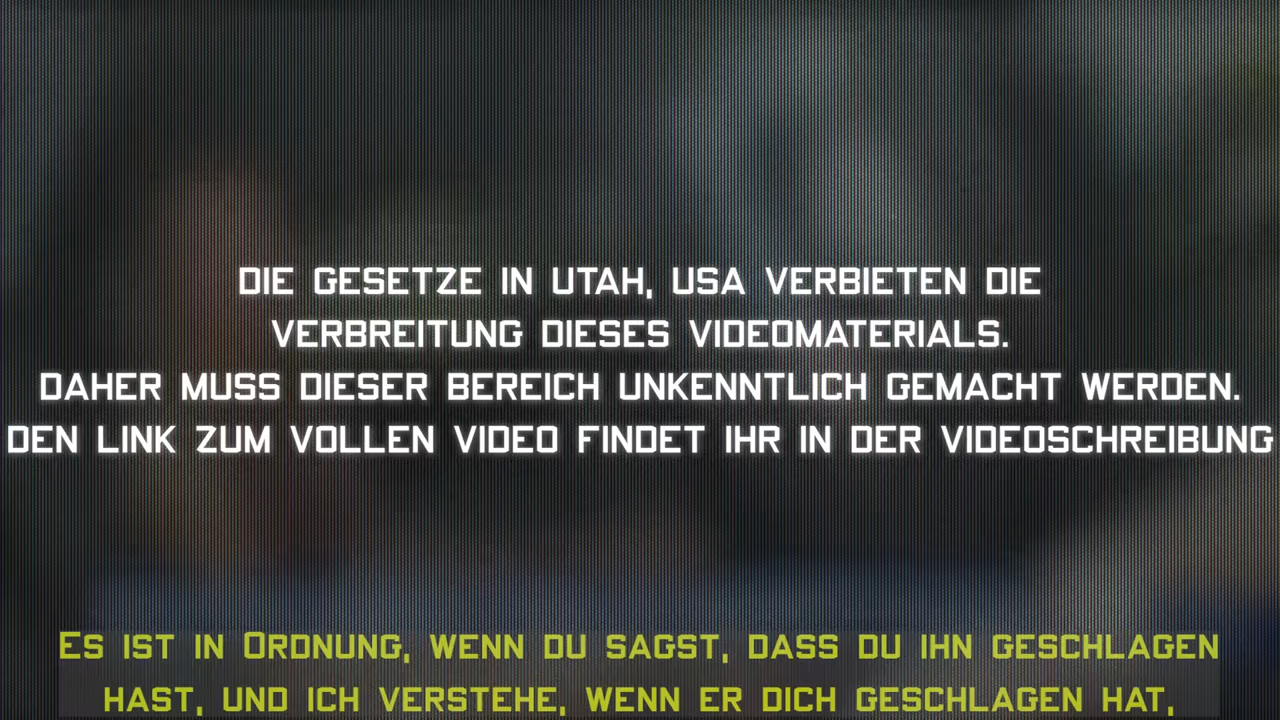 DIE GESETZE IN UTAH, USA VERBIETEN DIE
VERBREITUNG DIESES VIDEOMATERIALS.
DAHER MUSS DIESER BEREICH UNKENNTLICH GEMACHT WERDEN.
DEN LINK ZUM VOLLEN VIDEO FINDET IHR IN DER VIDEOSCHREIBUNG
ES IST IN ORDNUNG, WENN DU SAGST, DASS DU IHN GESCHLAGEN
HAST, UND ICH VERSTEHE, WENN ER DICH GESCHLAGEN HAT,